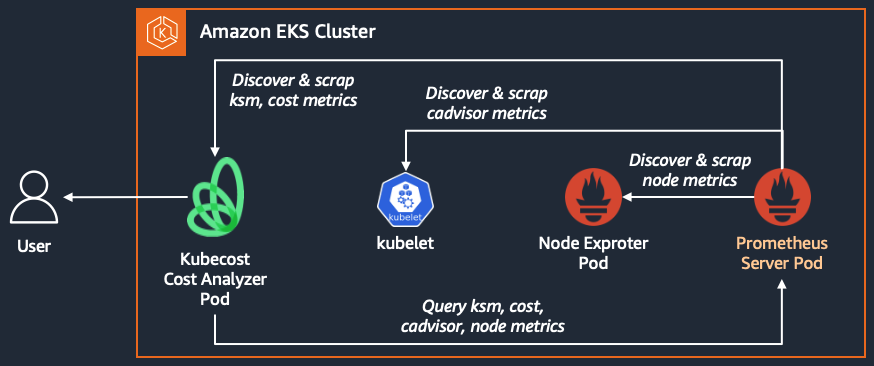 Amazon EKS Cluster
Discover & scrap
ksm, cost metrics
Discover & scrap
cadvisor metrics
Discover & scrap
node metrics
K
kubelet
User
Kubecost
Cost Analyzer
Pod
kubelet
Node Exproter
Pod
Prometheus
Server Pod
Query ksm, cost,
cadvisor, node metrics